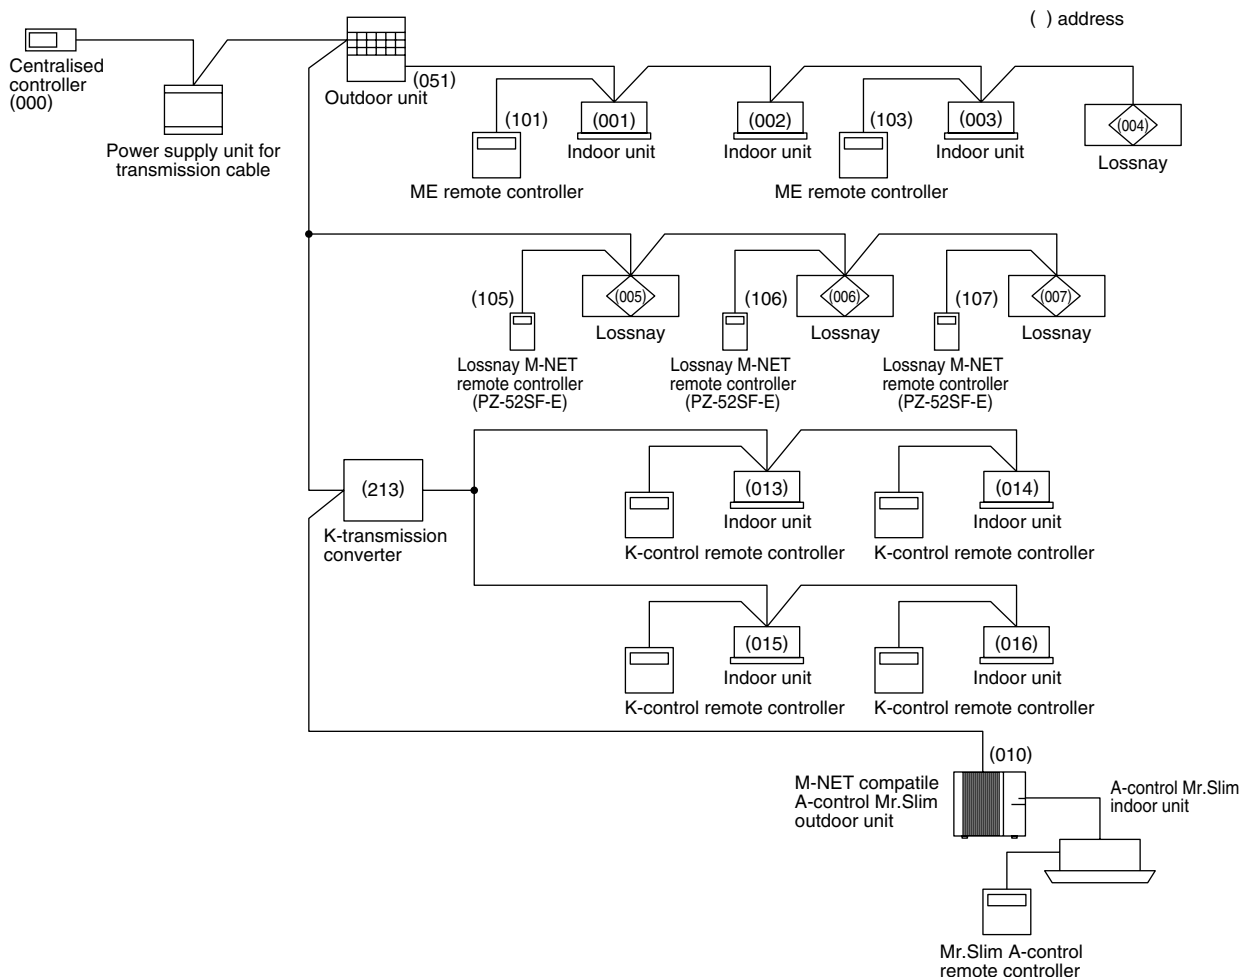 ( ) address
Centralised
controller
(000)
Power supply unit for
transmission cable
(051)
Outdoor unit
(101)
ME remote controller
(001)
Indoor unit
(002)
Indoor unit
(103)
ME remote controller
(003)
Indoor unit
(004)
Lossnay
(105)
Lossnay M-NET
remote controller
(PZ-52SF-E)
(005)
Lossnay
(106)
Lossnay M-NET
remote controller
(PZ-52SF-E)
(006)
Lossnay
(107)
Lossnay M-NET
remote controller
(PZ-52SF-E)
(007)
Lossnay
(213)
K-transmission
converter
(013)
Indoor unit
K-control remote controller
(014)
Indoor unit
K-control remote controller
(015)
Indoor unit
K-control remote controller
(016)
Indoor unit
K-control remote controller
(010)
M-NET compatile
A-control Mr.Slim
outdoor unit
A-control Mr.Slim
indoor unit
Mr.Slim A-control
remote controller